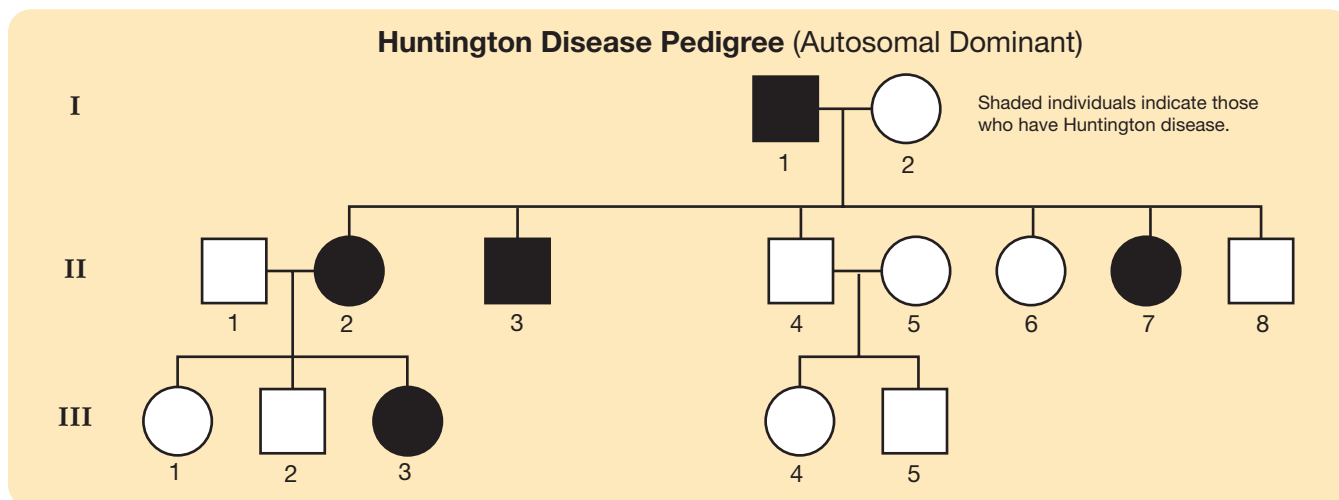 Huntington Disease Pedigree (Autosomal Dominant)
I
Shaded individuals indicate those
who have Huntington disease.
1 2
II
1 2 3 4 5 6 7 8
III
1 2 3 4 5